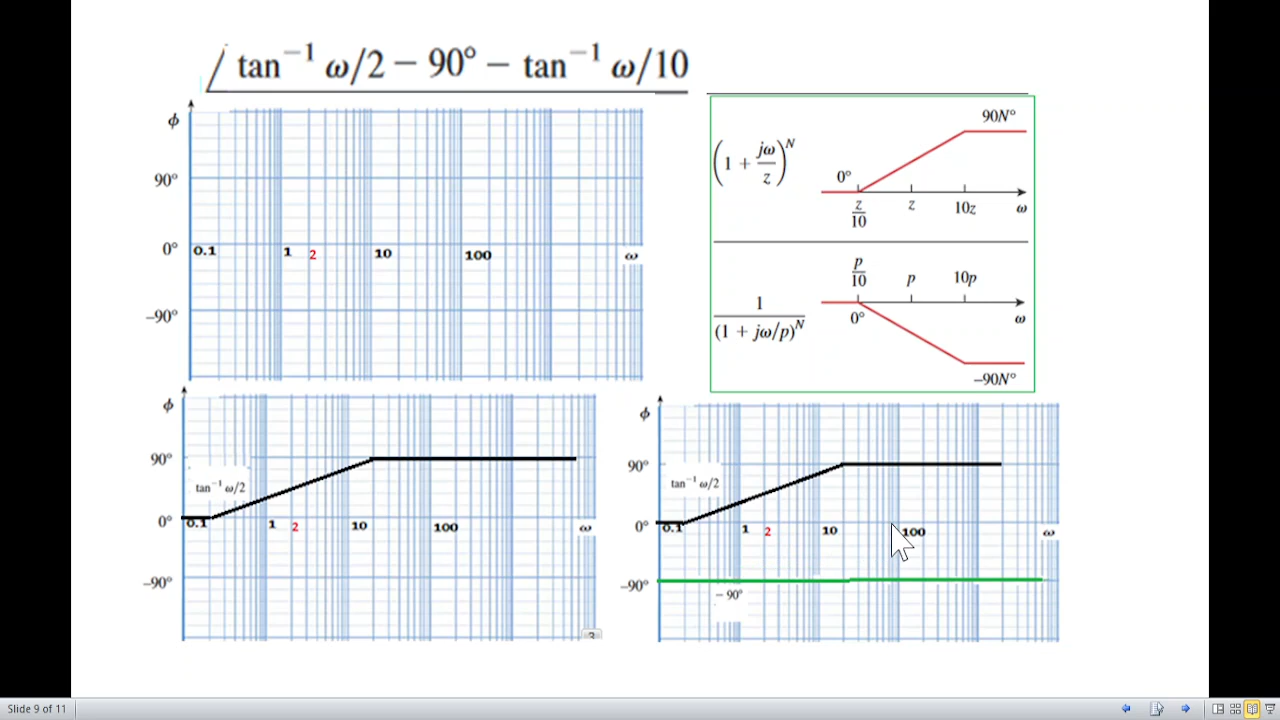 tan⁻¹ ω/2 − 90° − tan⁻¹ ω/10
ϕ
90°
0°
0.1 1 2 10 100 ω
−90°
(1 + jω/z)^N
90N°
0°
z/10 z 10z ω
1/(1 + jω/p)^N
p/10 p 10p
0° ω
−90N°
ϕ
90°
tan⁻¹ ω/2
0°
0.1 1 2 10 100 ω
−90°
ϕ
90°
tan⁻¹ ω/2
0°
0.1 1 2 10 100 ω
−90°
− 90°
Slide 9 of 11